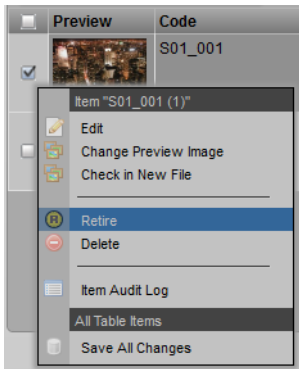 Preview Code
S01_001
Item "S01_001 (1)"
Edit
Change Preview Image
Check in New File
R Retire
Delete
Item Audit Log
All Table Items
Save All Changes